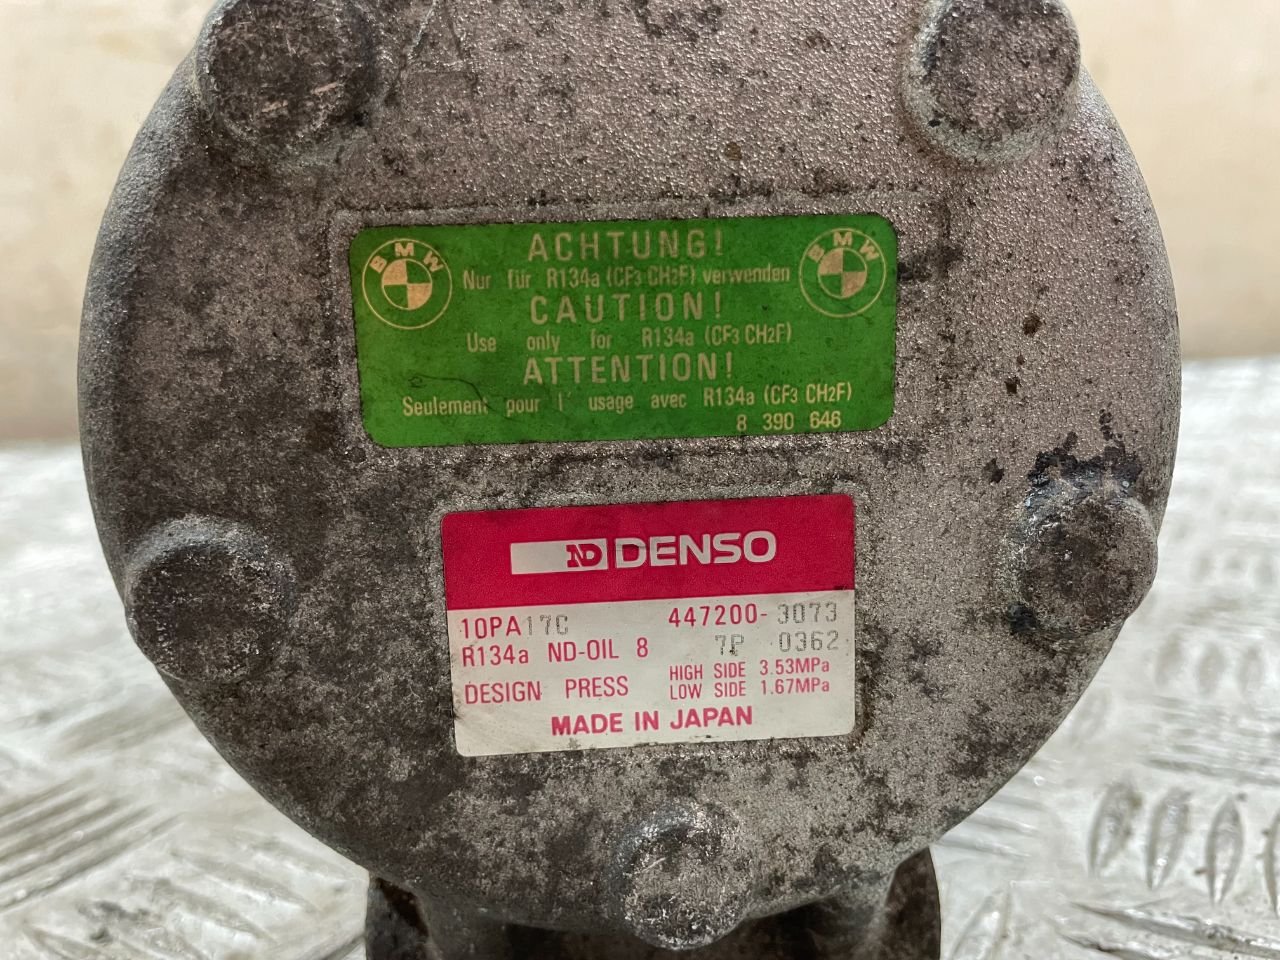 BMW
BMW
ACHTUNG!
Nur für R134a (CF3 CH2F) verwenden
CAUTION!
Use only for R134a (CF3 CH2F)
ATTENTION!
Seulement pour l' usage avec R134a (CF3 CH2F)
8 390 646
ND DENSO
10PA17C 447200-3073
R134a ND-OIL 8 7P 0362
DESIGN PRESS HIGH SIDE 3.53MPa
LOW SIDE 1.67MPa
MADE IN JAPAN